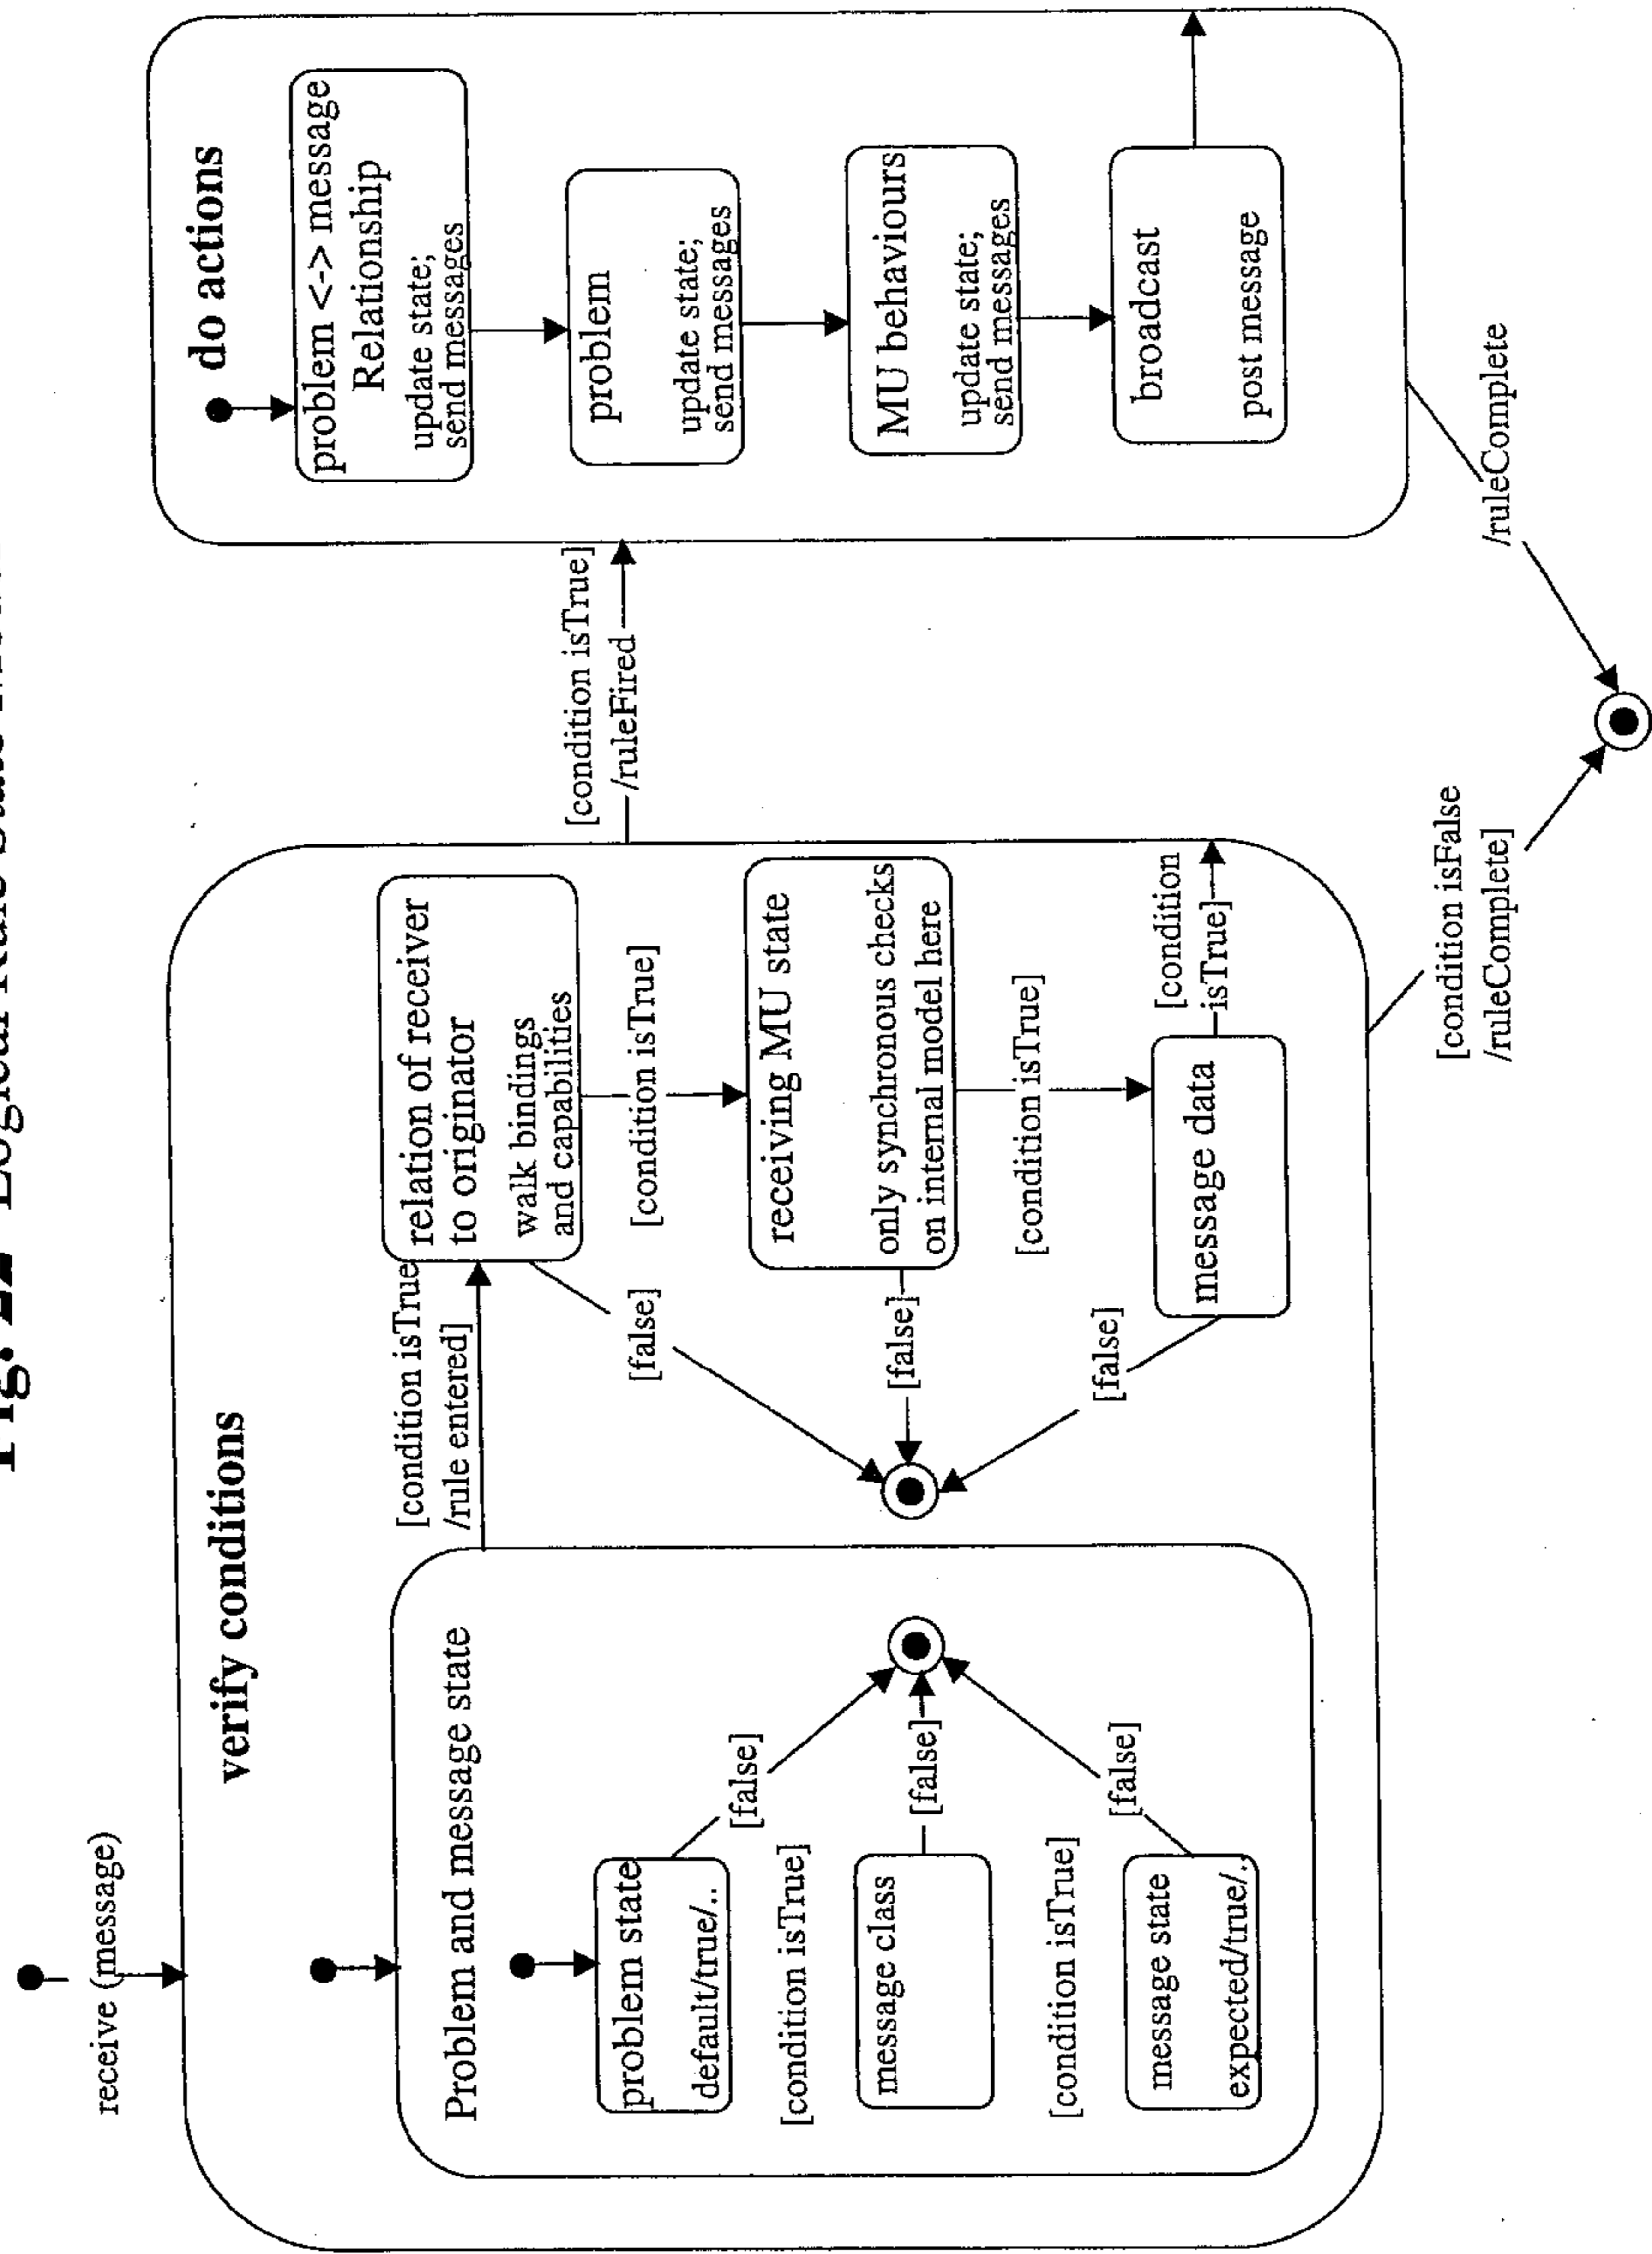 Fig. 22 Logical Rule State
receive (message)
verify conditions
Problem and message state
problem state
default/true/..
[false]
[condition isTrue]
message class
[false]
[condition isTrue]
message state
expected/true/..
[false]
[condition isTrue
/rule entered]
relation of receiver
to originator
walk bindings
and capabilities
[false]
[condition isTrue]
receiving MU state
only synchronous checks
on internal model here
[false]
[condition isTrue]
message data
[false]
[condition
isTrue]
[condition isTrue]
/ruleFired
do actions
problem <-> message
Relationship
update state;
send messages
problem
update state;
send messages
MU behaviours
update state;
send messages
broadcast
post message
[condition isFalse
/ruleComplete]
/ruleComplete